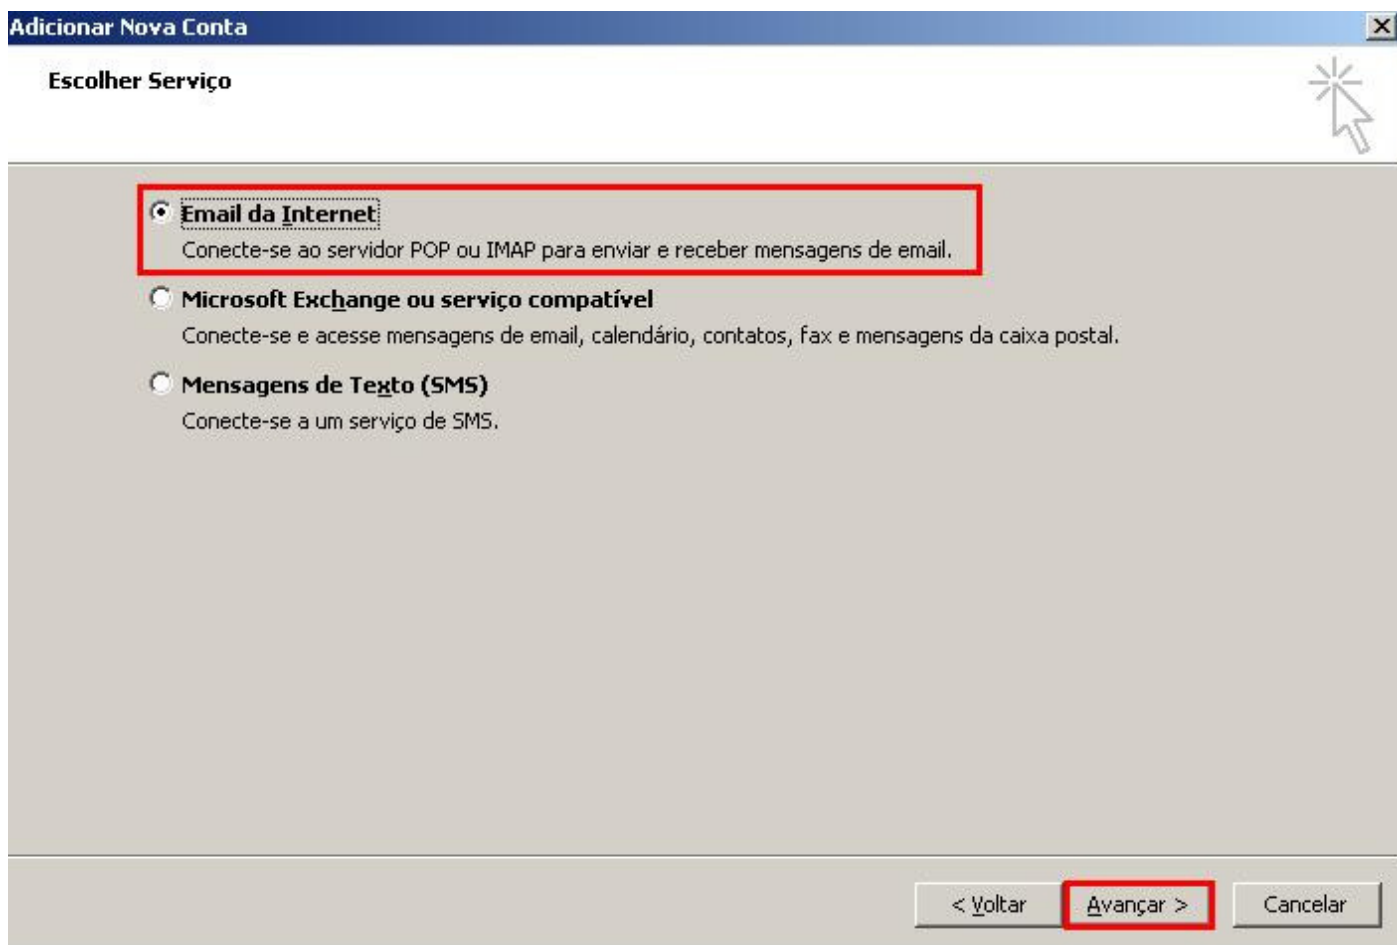 Adicionar Nova Conta
Escolher Serviço
Email da Internet
Conecte-se ao servidor POP ou IMAP para enviar e receber mensagens de email.
Microsoft Exchange ou serviço compatível
Conecte-se e acesse mensagens de email, calendário, contatos, fax e mensagens da caixa postal.
Mensagens de Texto (SMS)
Conecte-se a um serviço de SMS.
< Voltar Avançar > Cancelar